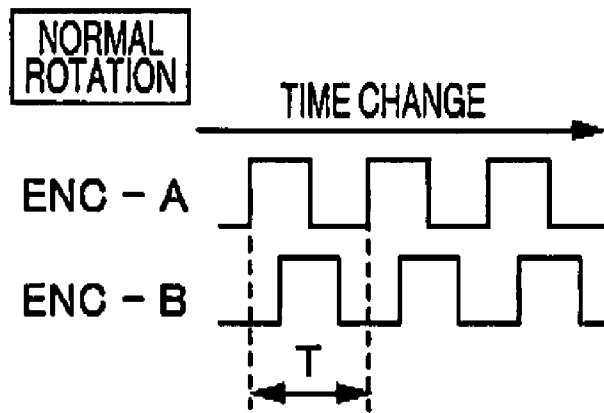 NORMAL
ROTATION
TIME CHANGE
ENC - A
ENC - B
T